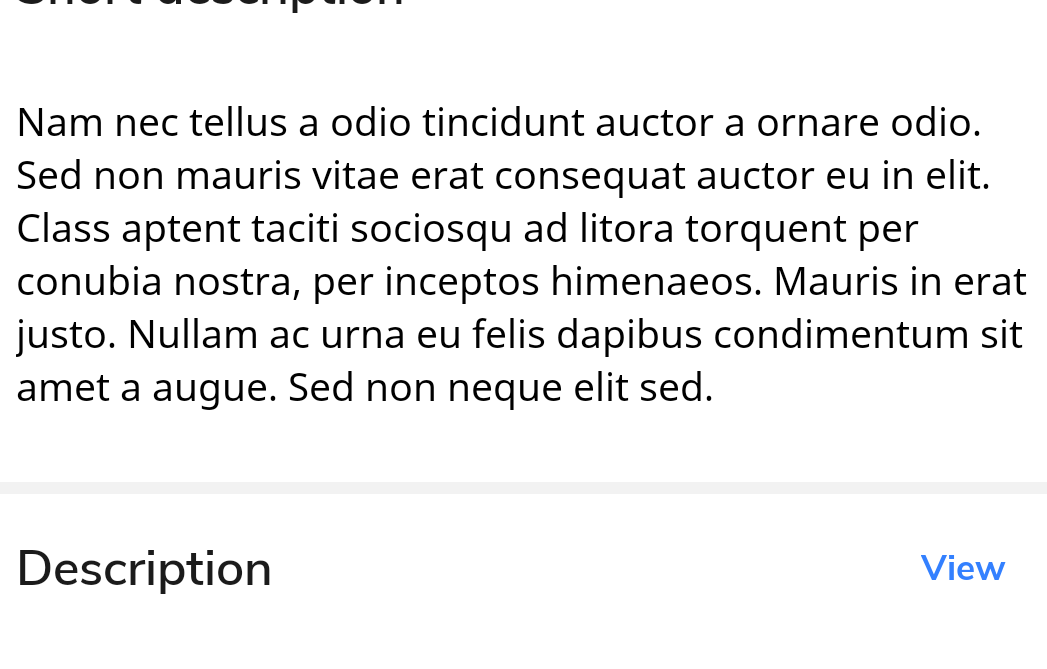 Short description
Nam nec tellus a odio tincidunt auctor a ornare odio.
Sed non mauris vitae erat consequat auctor eu in elit.
Class aptent taciti sociosqu ad litora torquent per
conubia nostra, per inceptos himenaeos. Mauris in erat
justo. Nullam ac urna eu felis dapibus condimentum sit
amet a augue. Sed non neque elit sed.
Description
View